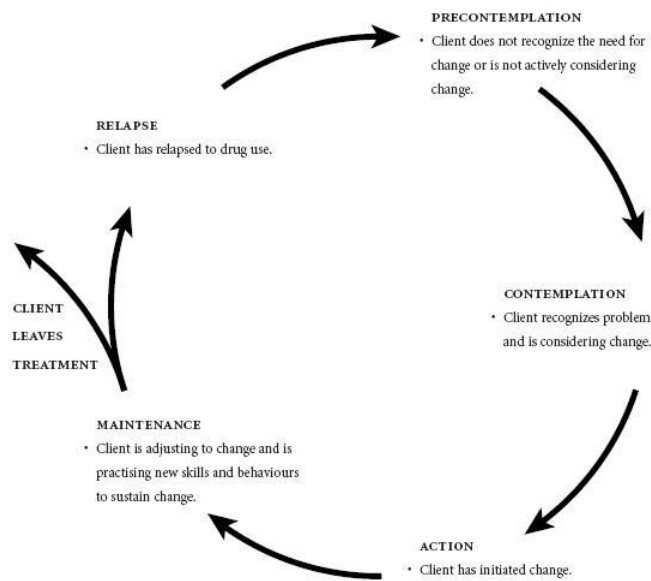 PRECONTEMPLATION
• Client does not recognize the need for
change or is not actively considering
change.
RELAPSE
• Client has relapsed to drug use.
CLIENT
LEAVES
TREATMENT
CONTEMPLATION
• Client recognizes problem
and is considering change.
MAINTENANCE
• Client is adjusting to change and is
practising new skills and behaviours
to sustain change.
ACTION
• Client has initiated change.